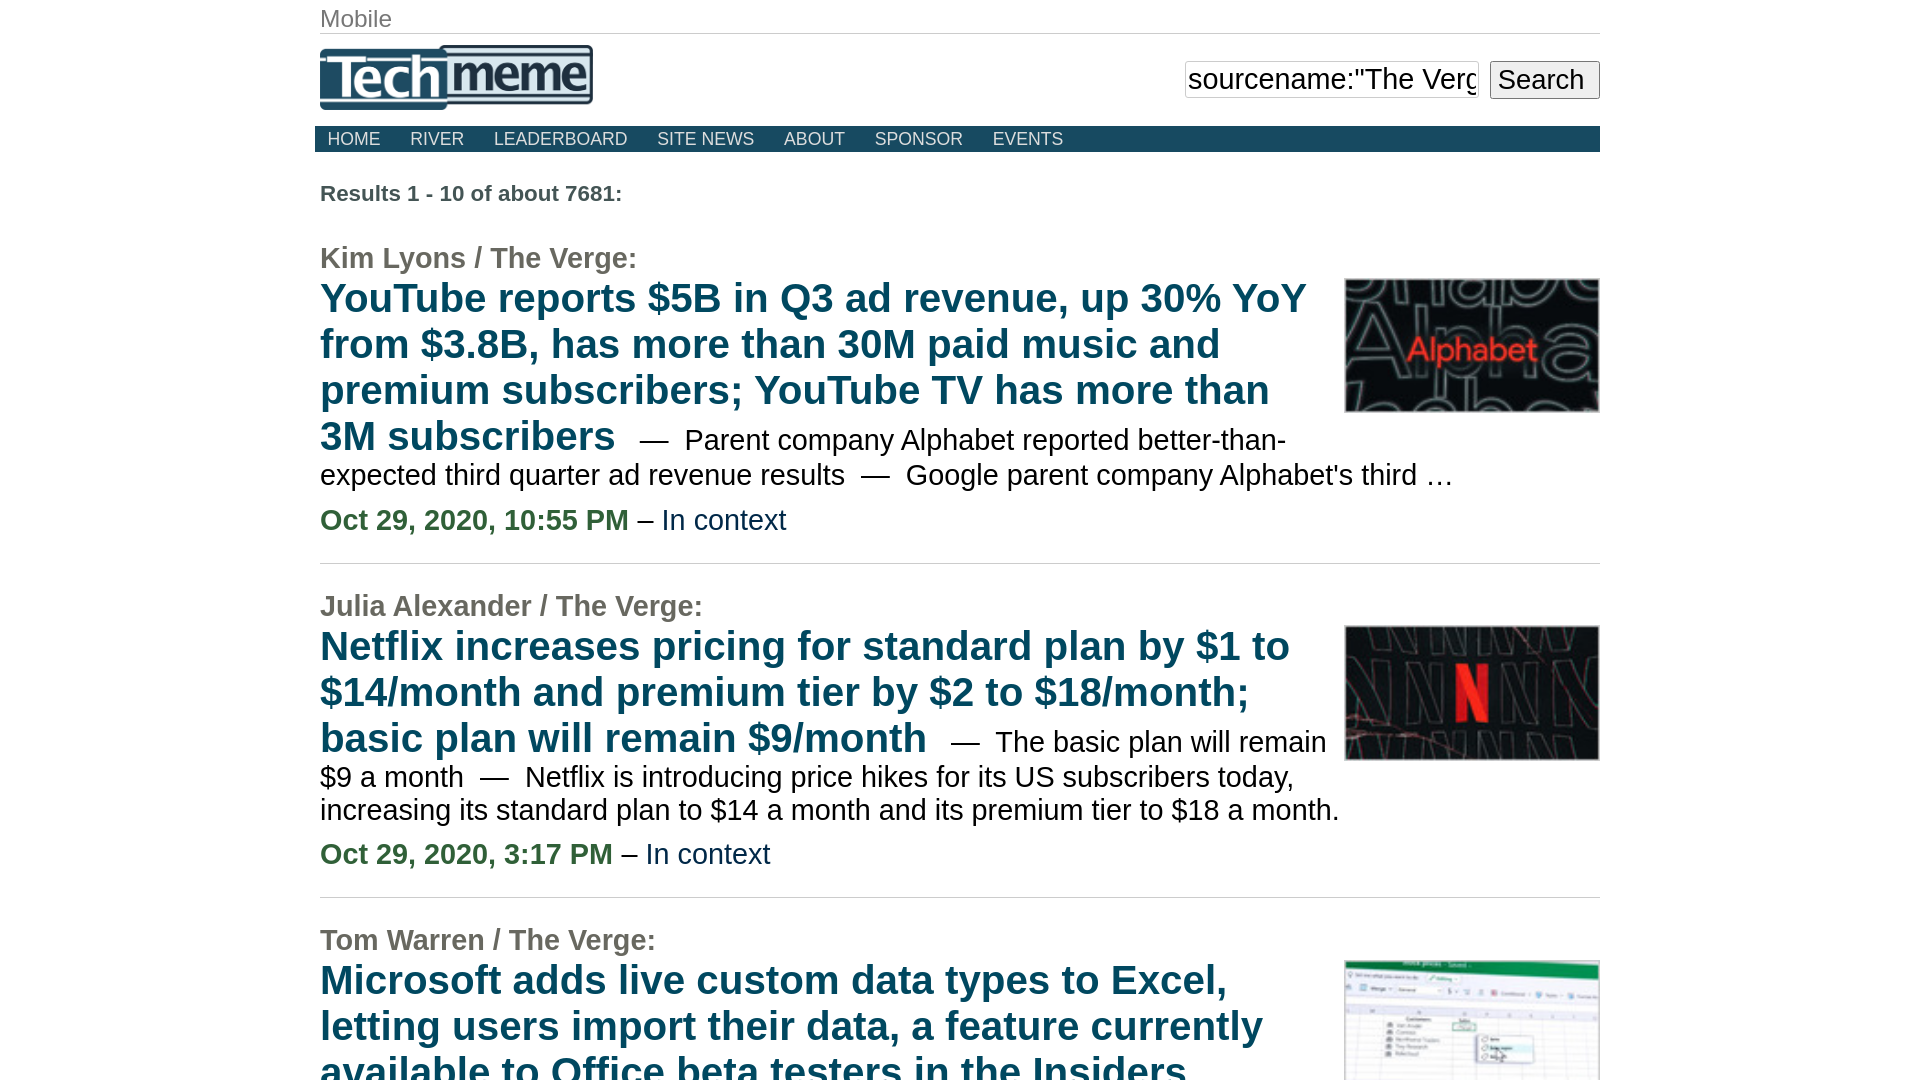 Mobile
Techmeme
sourcename:"The Verg
Search
HOME RIVER LEADERBOARD SITE NEWS ABOUT SPONSOR EVENTS
Results 1 - 10 of about 7681:
Kim Lyons / The Verge:
YouTube reports $5B in Q3 ad revenue, up 30% YoY
from $3.8B, has more than 30M paid music and
premium subscribers; YouTube TV has more than
3M subscribers — Parent company Alphabet reported better-than-
expected third quarter ad revenue results — Google parent company Alphabet's third …
Alphabet
Oct 29, 2020, 10:55 PM – In context
Julia Alexander / The Verge:
Netflix increases pricing for standard plan by $1 to
$14/month and premium tier by $2 to $18/month;
basic plan will remain $9/month — The basic plan will remain
$9 a month — Netflix is introducing price hikes for its US subscribers today,
increasing its standard plan to $14 a month and its premium tier to $18 a month.
N
Oct 29, 2020, 3:17 PM – In context
Tom Warren / The Verge:
Microsoft adds live custom data types to Excel,
letting users import their data, a feature currently
available to Office beta testers in the Insiders